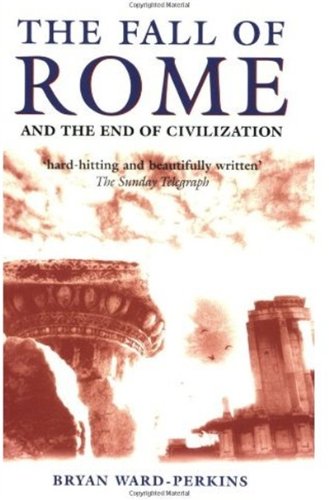 THE FALL OF
ROME
AND THE END OF CIVILIZATION
'hard-hitting and beautifully written'
The Sunday Telegraph
BRYAN WARD-PERKINS